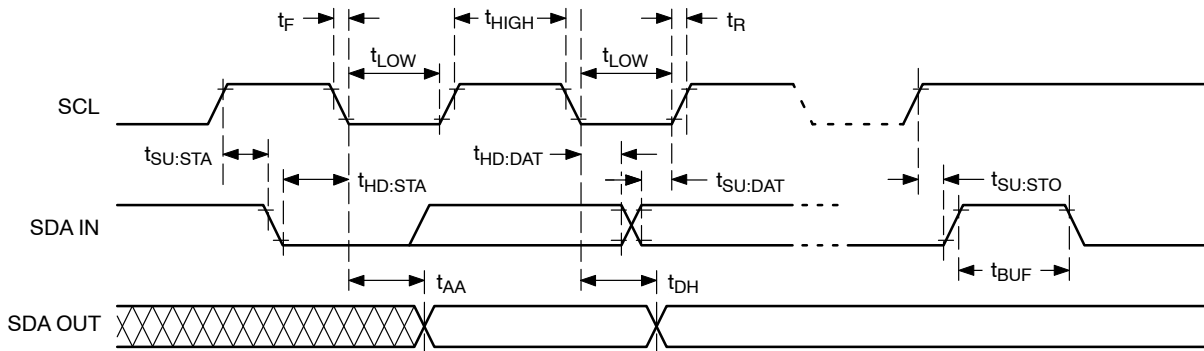 tF
tHIGH
tR
tLOW
tLOW
SCL
tSU:STA
tHD:DAT
tHD:STA
tSU:DAT
tSU:STO
SDA IN
tAA
tDH
tBUF
SDA OUT